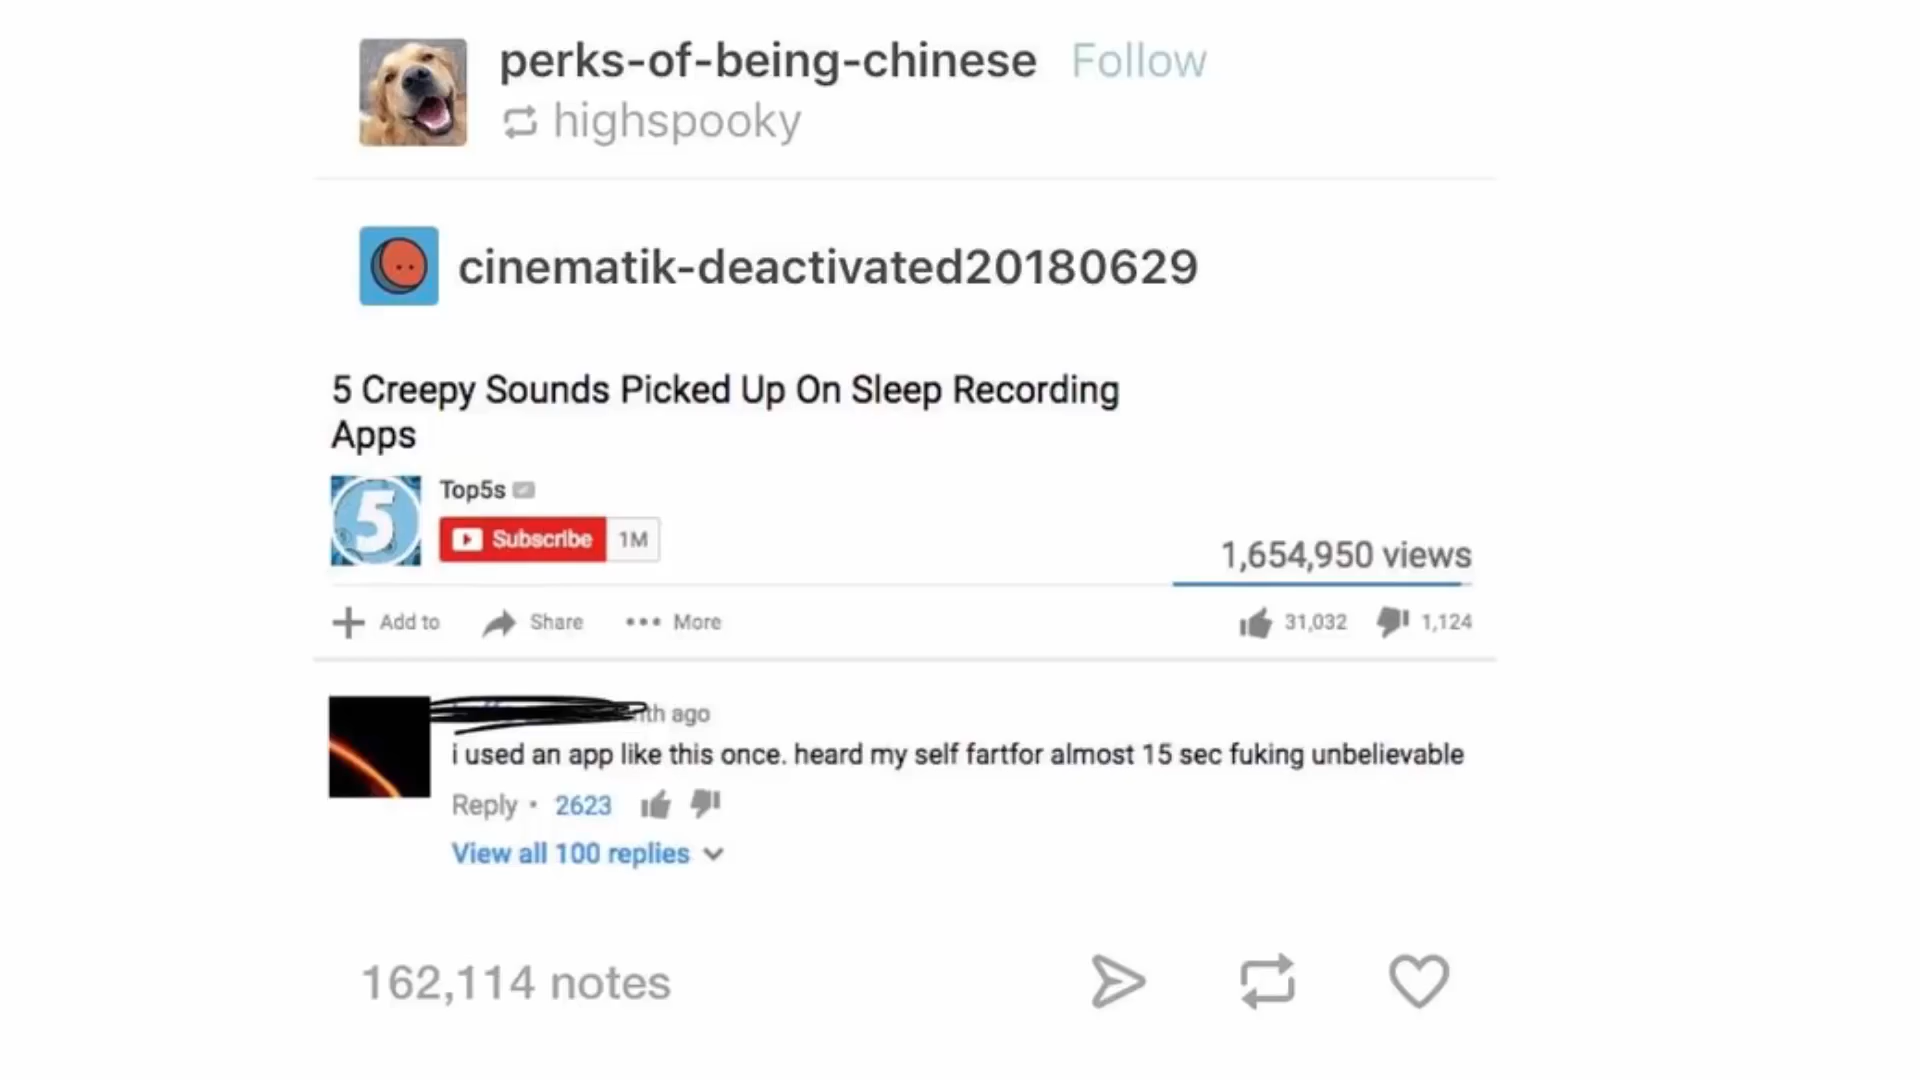 perks-of-being-chinese Follow
highspooky
cinematik-deactivated20180629
5 Creepy Sounds Picked Up On Sleep Recording
Apps
5
Top5s
Subscribe 1M
1,654,950 views
Add to Share More
31,032 1,124
ago
i used an app like this once. heard my self fartfor almost 15 sec fuking unbelievable
Reply • 2623
View all 100 replies
162,114 notes